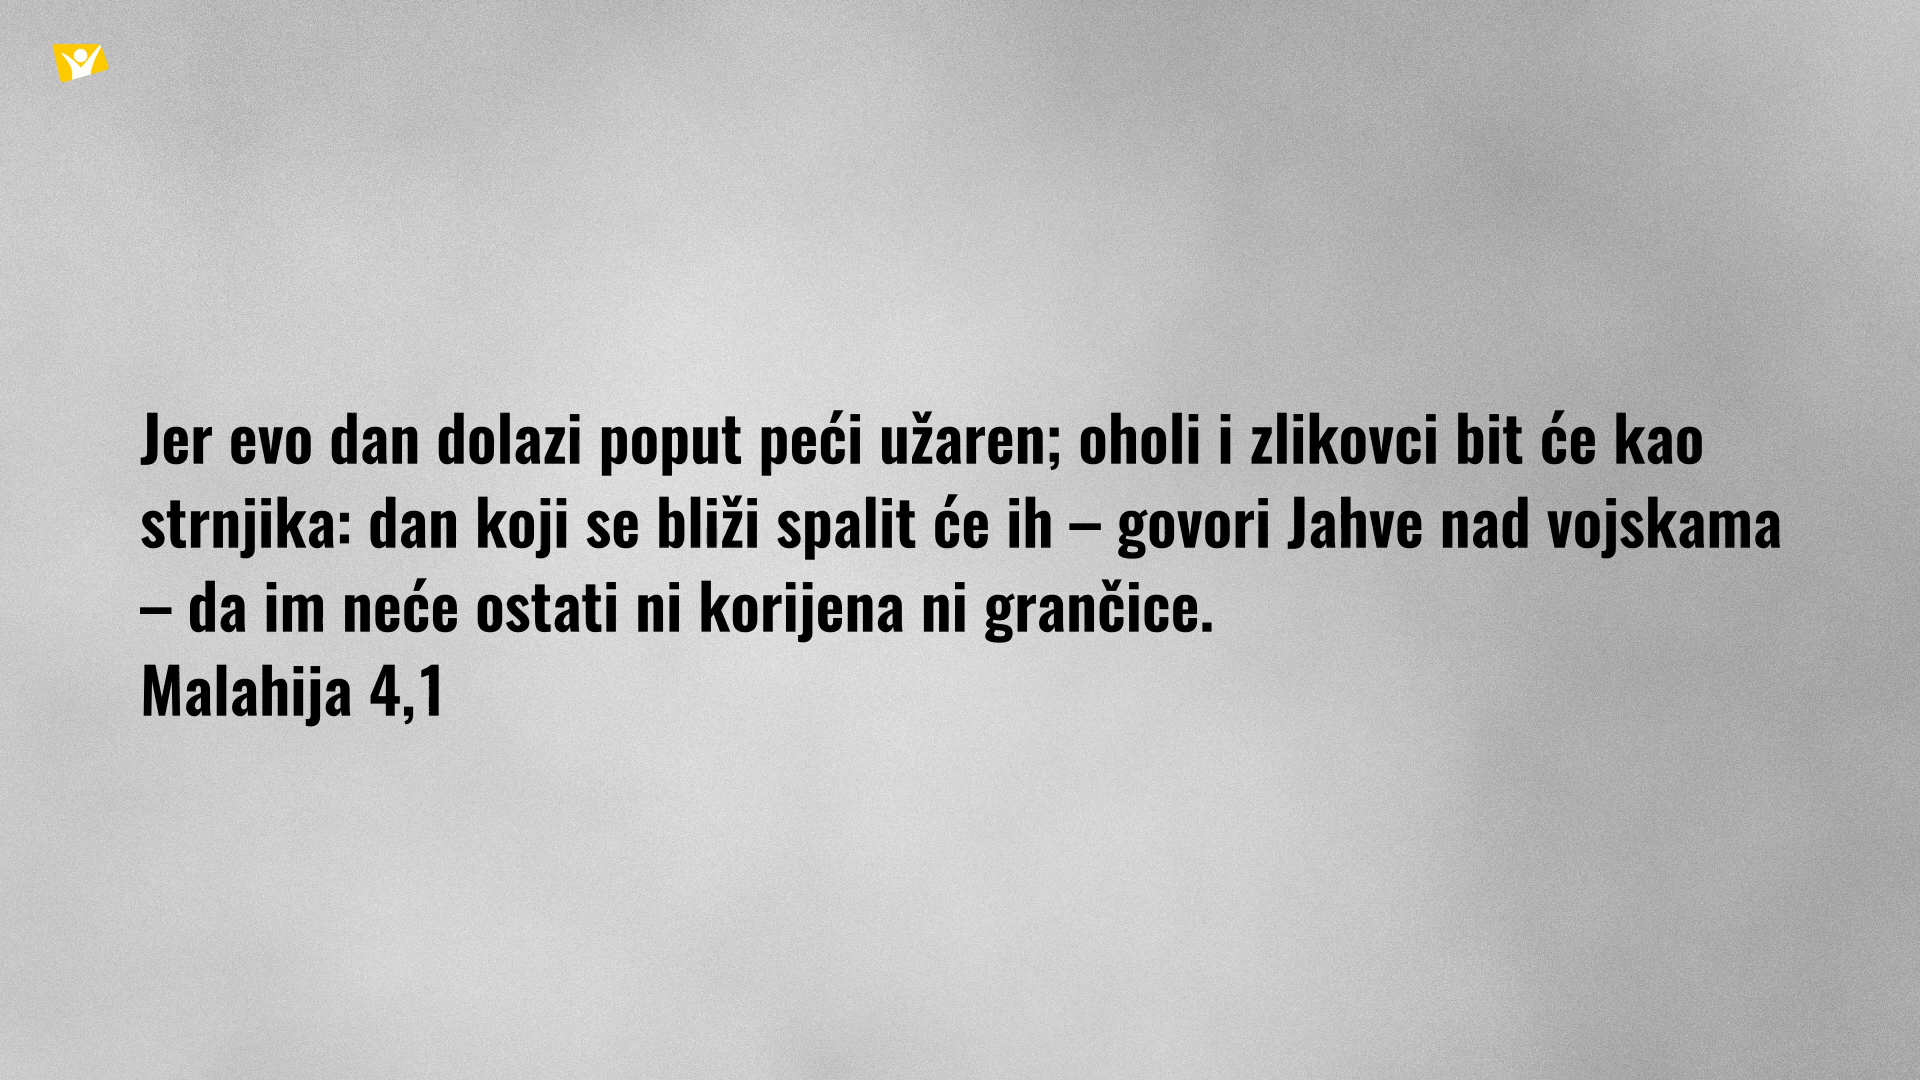 Jer evo dan dolazi poput peći užaren; oholi i zlikovci bit će kao
strnjika: dan koji se bliži spalit će ih – govori Jahve nad vojskama
– da im neće ostati ni korijena ni grančice.
Malahija 4,1